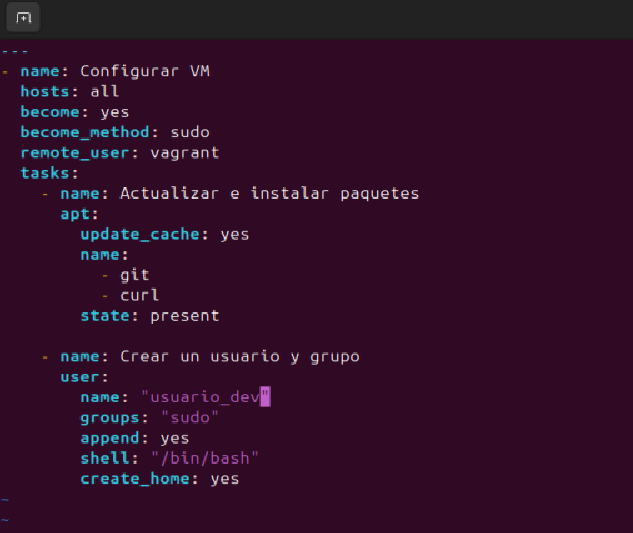 ---
- name: Configurar VM
  hosts: all
  become: yes
  become_method: sudo
  remote_user: vagrant
  tasks:
    - name: Actualizar e instalar paquetes
      apt:
        update_cache: yes
        name:
          - git
          - curl
        state: present

    - name: Crear un usuario y grupo
      user:
        name: "usuario_dev"
        groups: "sudo"
        append: yes
        shell: "/bin/bash"
        create_home: yes
~
~